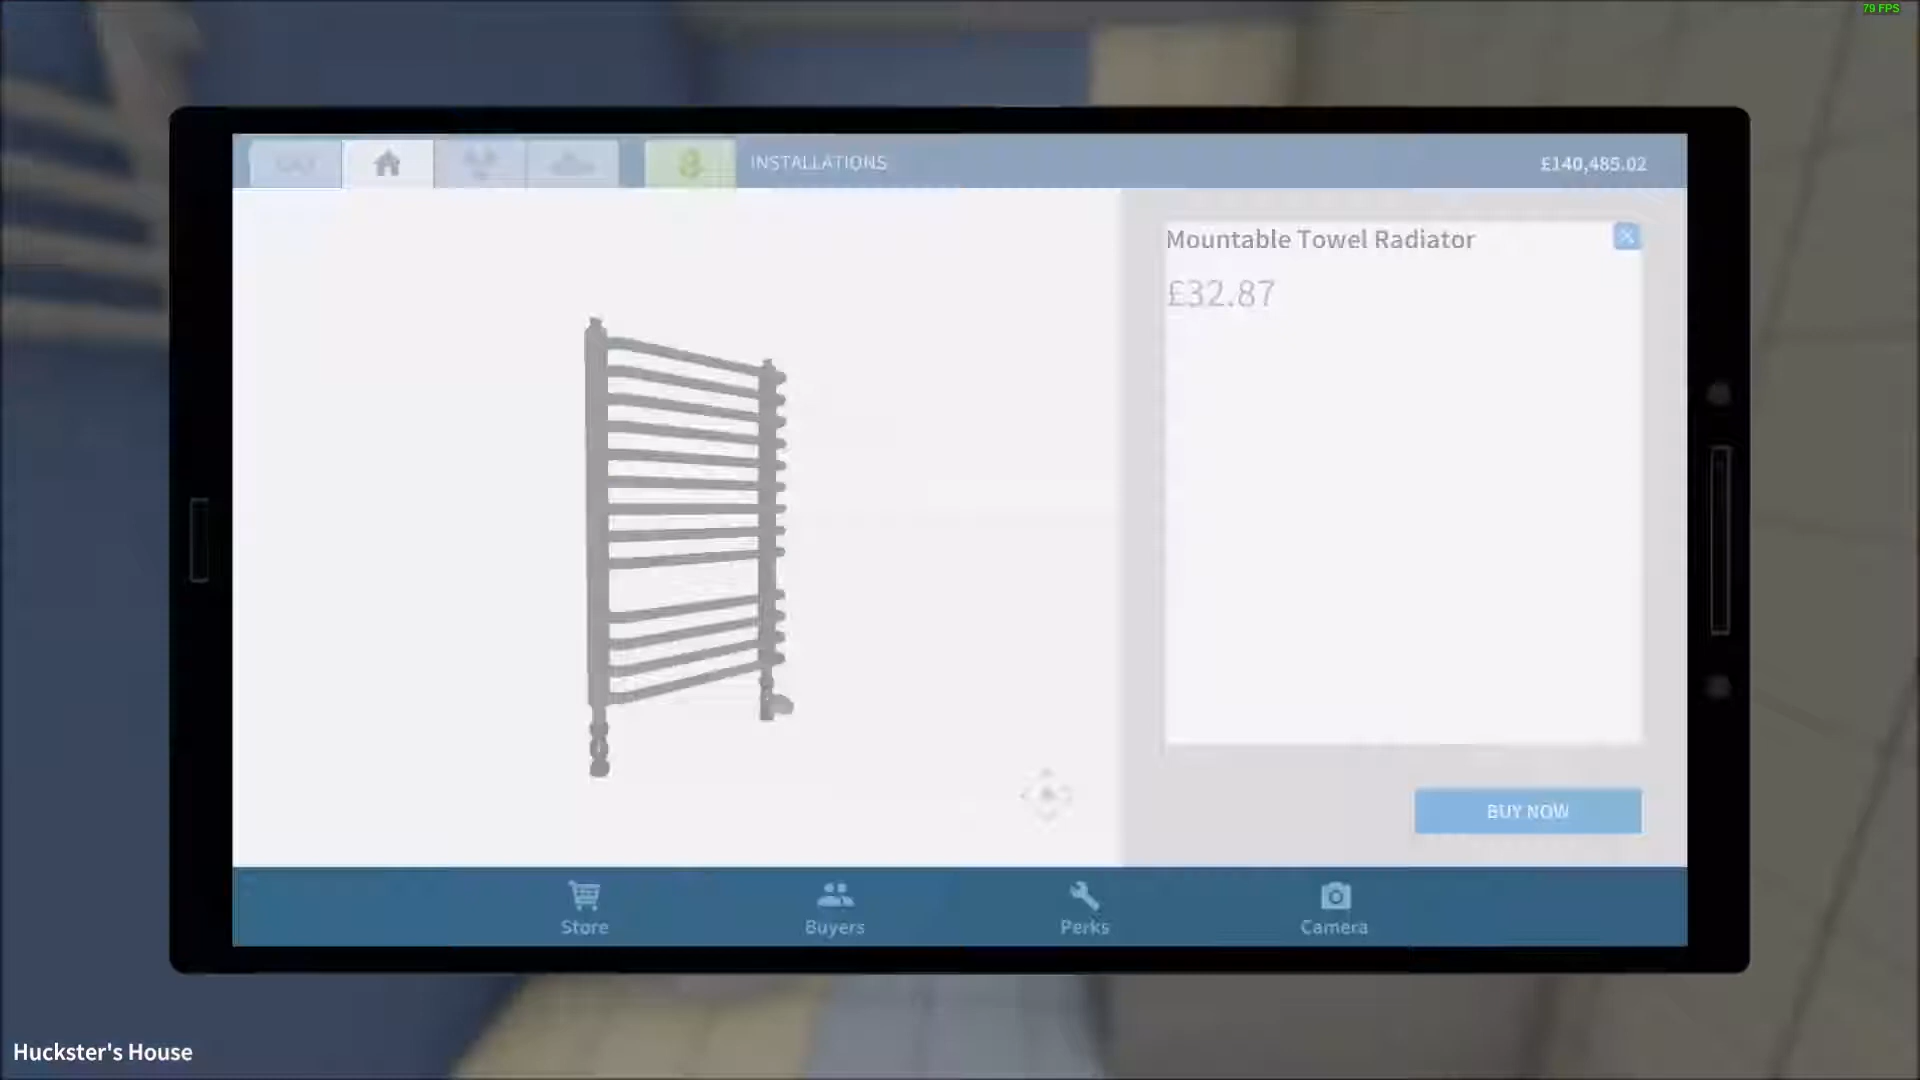 79 FPS
INSTALLATIONS
£140,485.02
Mountable Towel Radiator
£32.87
BUY NOW
Store
Buyers
Perks
Camera
Huckster's House